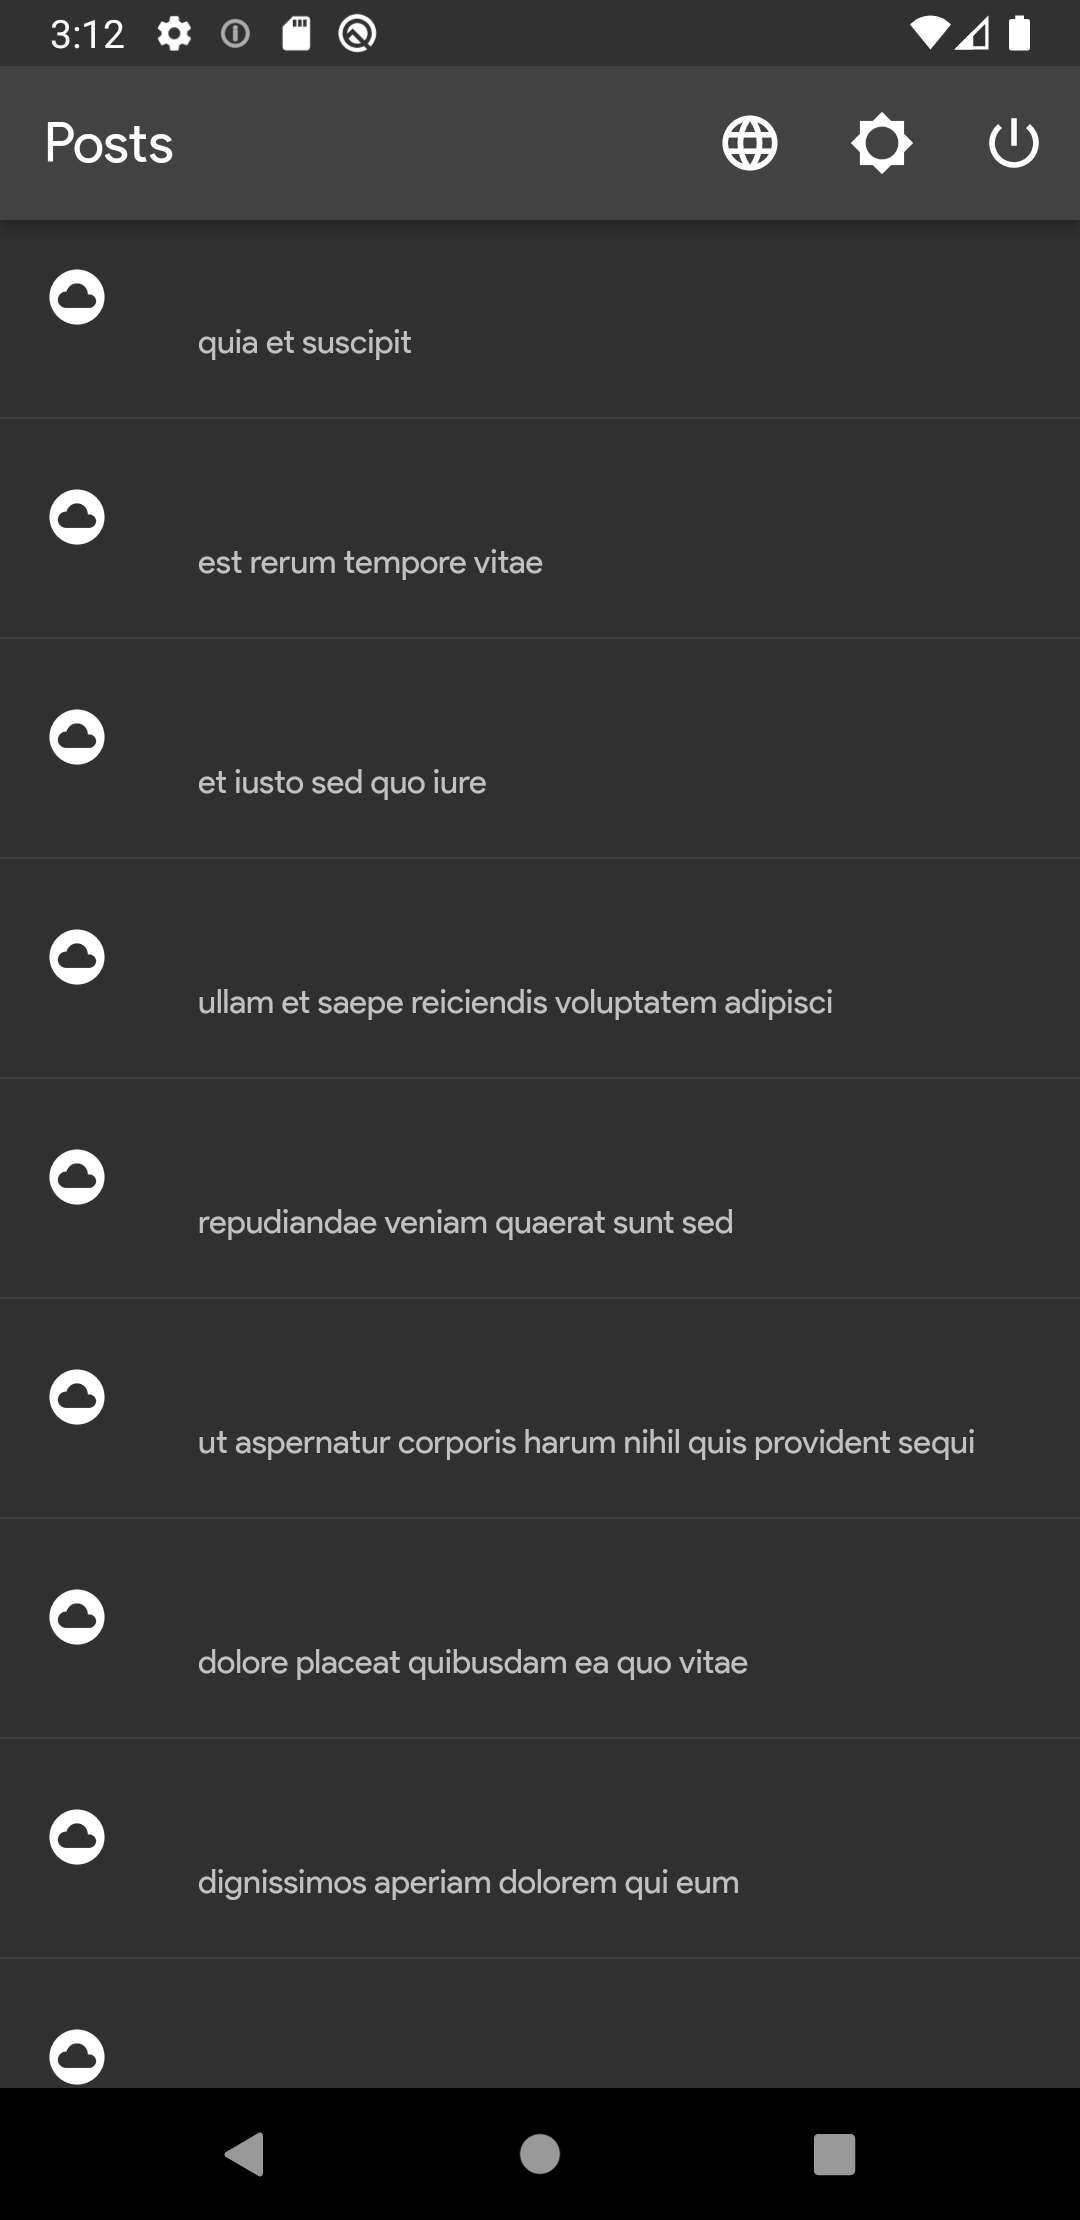 3:12
Posts
quia et suscipit
est rerum tempore vitae
et iusto sed quo iure
ullam et saepe reiciendis voluptatem adipisci
repudiandae veniam quaerat sunt sed
ut aspernatur corporis harum nihil quis provident sequi
dolore placeat quibusdam ea quo vitae
dignissimos aperiam dolorem qui eum